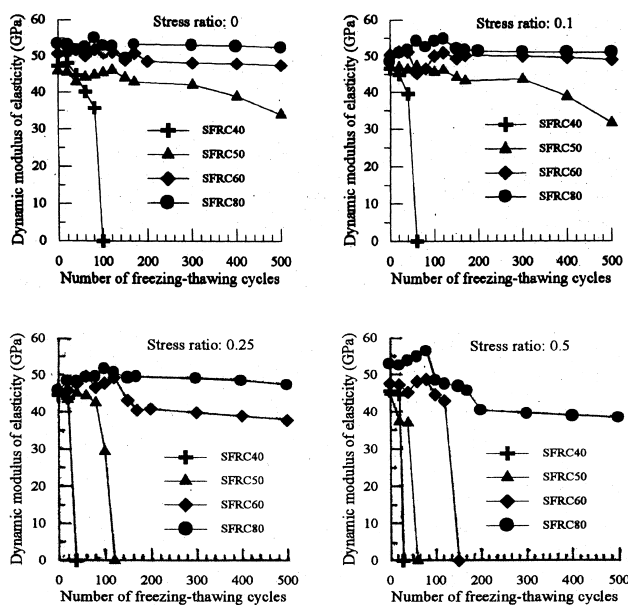 Stress ratio: 0
Dynamic modulus of elasticity (GPa)
60
50
40
30
20
10
0
SFRC40
SFRC50
SFRC60
SFRC80
0 100 200 300 400 500
Number of freezing-thawing cycles
Stress ratio: 0.1
Dynamic modulus of elasticity (GPa)
60
50
40
30
20
10
0
SFRC40
SFRC50
SFRC60
SFRC80
0 100 200 300 400 500
Number of freezing-thawing cycles
Stress ratio: 0.25
Dynamic modulus of elasticity (GPa)
60
50
40
30
20
10
0
SFRC40
SFRC50
SFRC60
SFRC80
0 100 200 300 400 500
Number of freezing-thawing cycles
Stress ratio: 0.5
Dynamic modulus of elasticity (GPa)
60
50
40
30
20
10
0
SFRC40
SFRC50
SFRC60
SFRC80
0 100 200 300 400 500
Number of freezing-thawing cycles